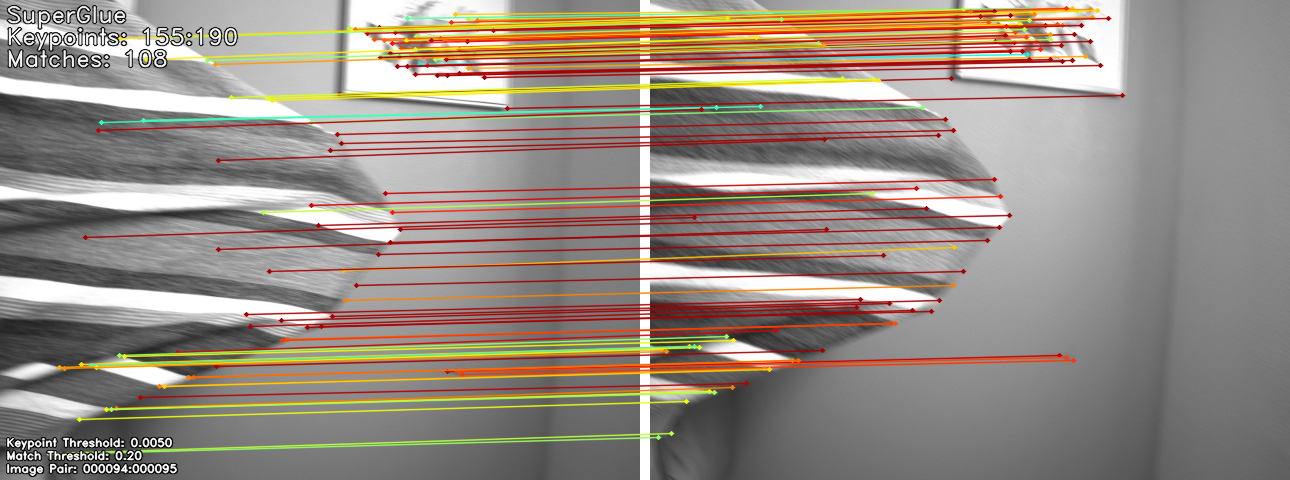 SuperGlue
Keypoints: 155:190
Matches: 108
Keypoint Threshold: 0.0050
Match Threshold: 0.20
Image Pair: 000094:000095